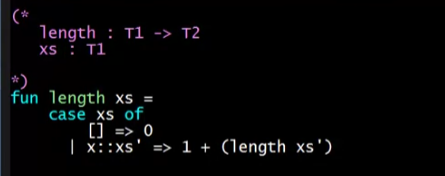 (*
length : T1 -> T2
xs : T1
*)
fun length xs =
case xs of
[] => 0
| x::xs' => 1 + (length xs')